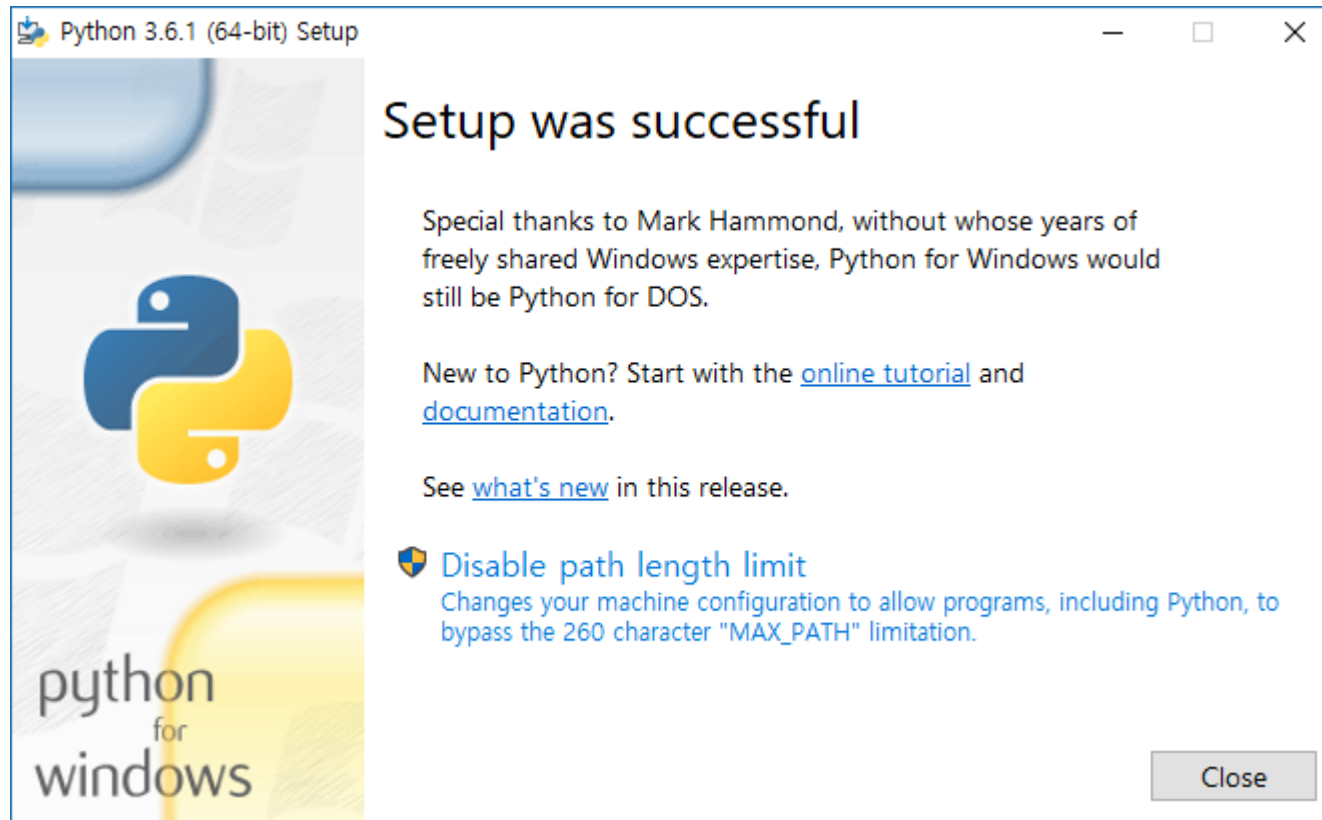 Python 3.6.1 (64-bit) Setup
Setup was successful
Special thanks to Mark Hammond, without whose years of
freely shared Windows expertise, Python for Windows would
still be Python for DOS.
New to Python? Start with the online tutorial and
documentation.
See what's new in this release.
Disable path length limit
Changes your machine configuration to allow programs, including Python, to
bypass the 260 character "MAX_PATH" limitation.
python
for
windows
Close